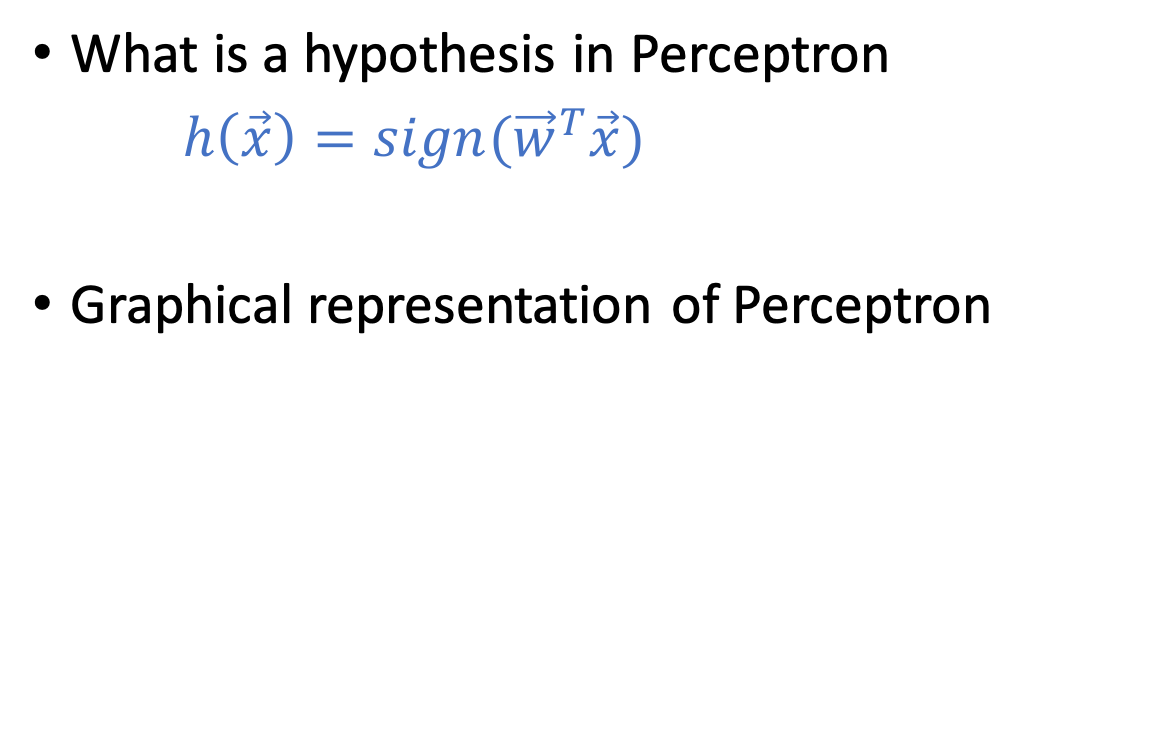 • What is a hypothesis in Perceptron
h(x⃗) = sign(w⃗ᵀx⃗)
• Graphical representation of Perceptron